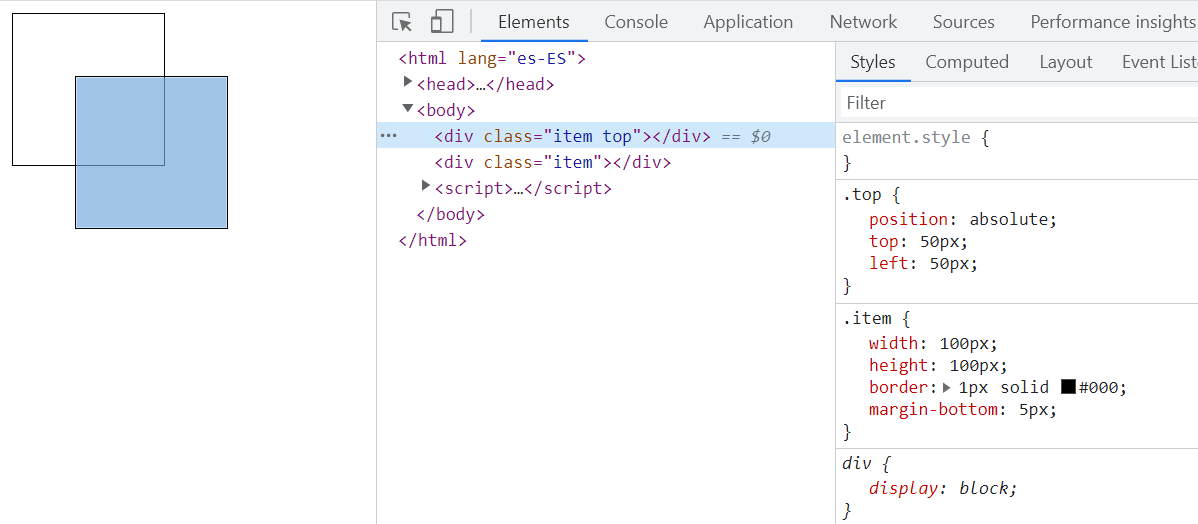 Elements Console Application Network Sources Performance insights
<html lang="es-ES">
<head>…</head>
<body>
<div class="item top"></div> == $0
<div class="item"></div>
<script>…</script>
</body>
</html>
Styles Computed Layout Event List
Filter
element.style {
}
.top {
position: absolute;
top: 50px;
left: 50px;
}
.item {
width: 100px;
height: 100px;
border: 1px solid #000;
margin-bottom: 5px;
}
div {
display: block;
}